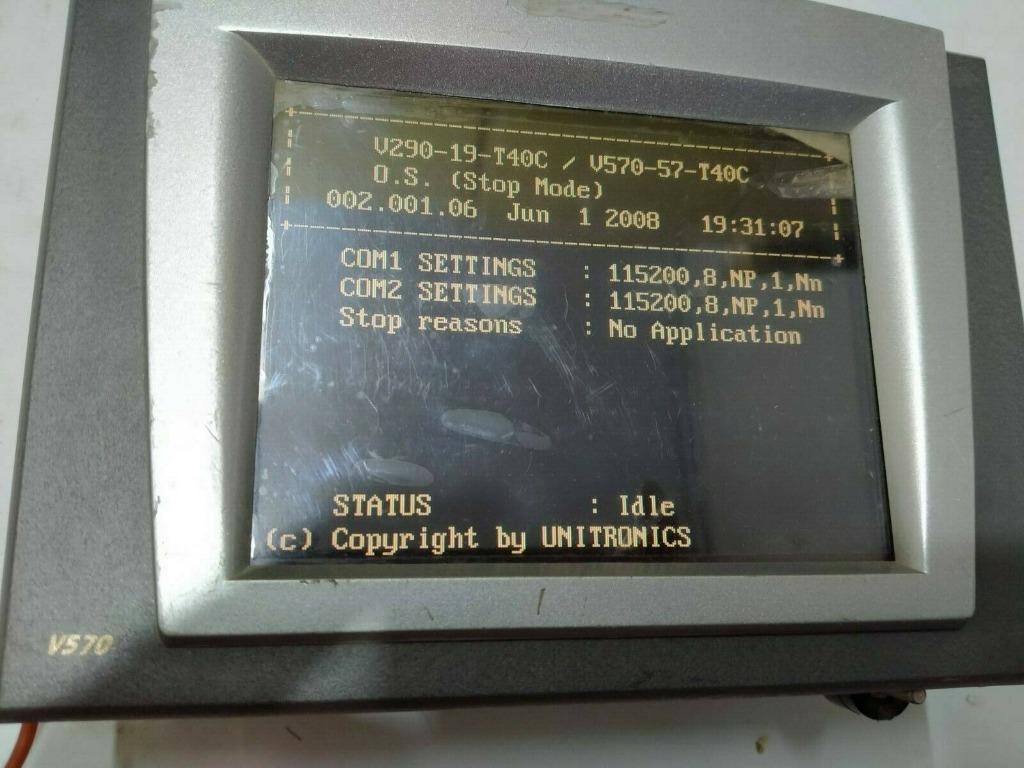 V290-19-T40C / V570-57-T40C
O.S. (Stop Mode)
002.001.06 Jun 1 2008 19:31:07
COM1 SETTINGS : 115200,8,NP,1,Nn
COM2 SETTINGS : 115200,8,NP,1,Nn
Stop reasons : No Application
STATUS : Idle
(c) Copyright by UNITRONICS
V570